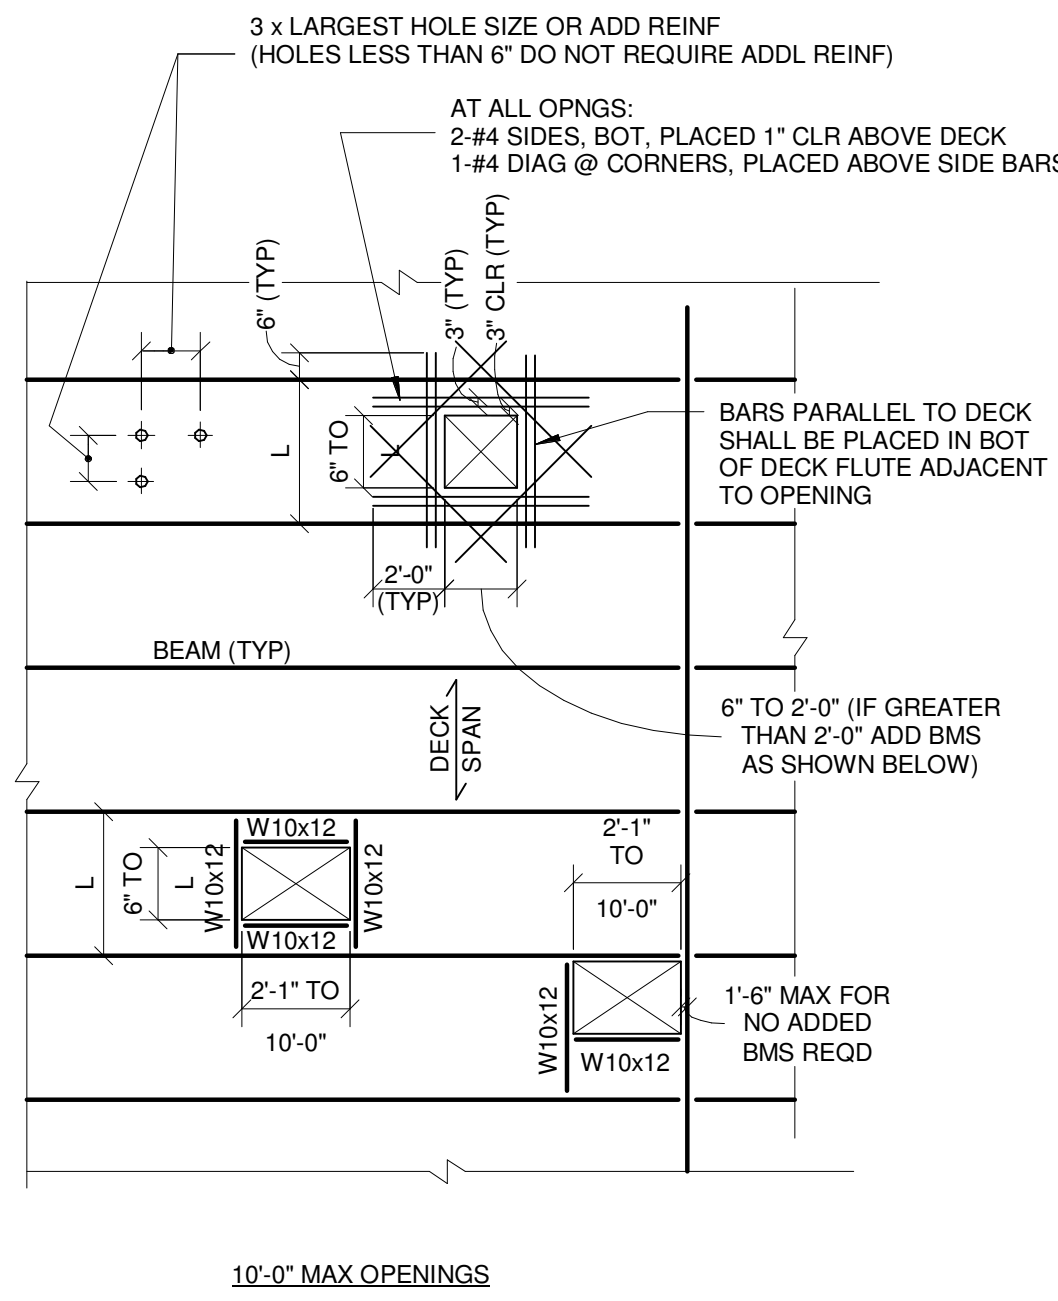 3 x LARGEST HOLE SIZE OR ADD REINF
(HOLES LESS THAN 6" DO NOT REQUIRE ADDL REINF)
AT ALL OPNGS:
2-#4 SIDES, BOT, PLACED 1" CLR ABOVE DECK
1-#4 DIAG @ CORNERS, PLACED ABOVE SIDE BARS
6" (TYP)
3" (TYP)
3" CLR (TYP)
L
6" TO
L
BARS PARALLEL TO DECK
SHALL BE PLACED IN BOT
OF DECK FLUTE ADJACENT
TO OPENING
2'-0"
(TYP)
BEAM (TYP)
DECK
SPAN
6" TO 2'-0" (IF GREATER
THAN 2'-0" ADD BMS
AS SHOWN BELOW)
L
6" TO
L
W10x12
W10x12
W10x12
W10x12
2'-1" TO
10'-0"
2'-1"
TO
10'-0"
W10x12
W10x12
1'-6" MAX FOR
NO ADDED
BMS REQD
10'-0" MAX OPENINGS